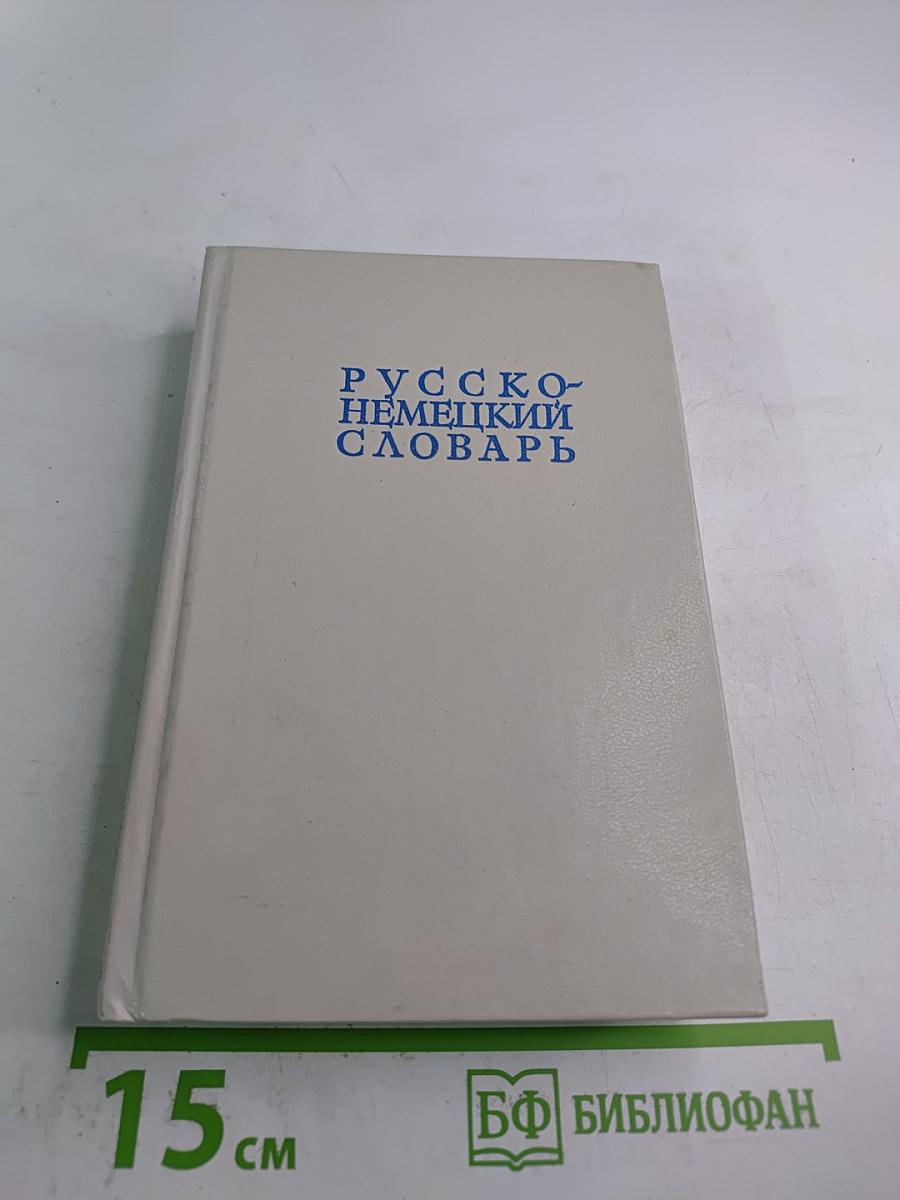 РУССКО-
НЕМЕЦКИЙ
СЛОВАРЬ
15 см
БФ БИБЛИОФАН